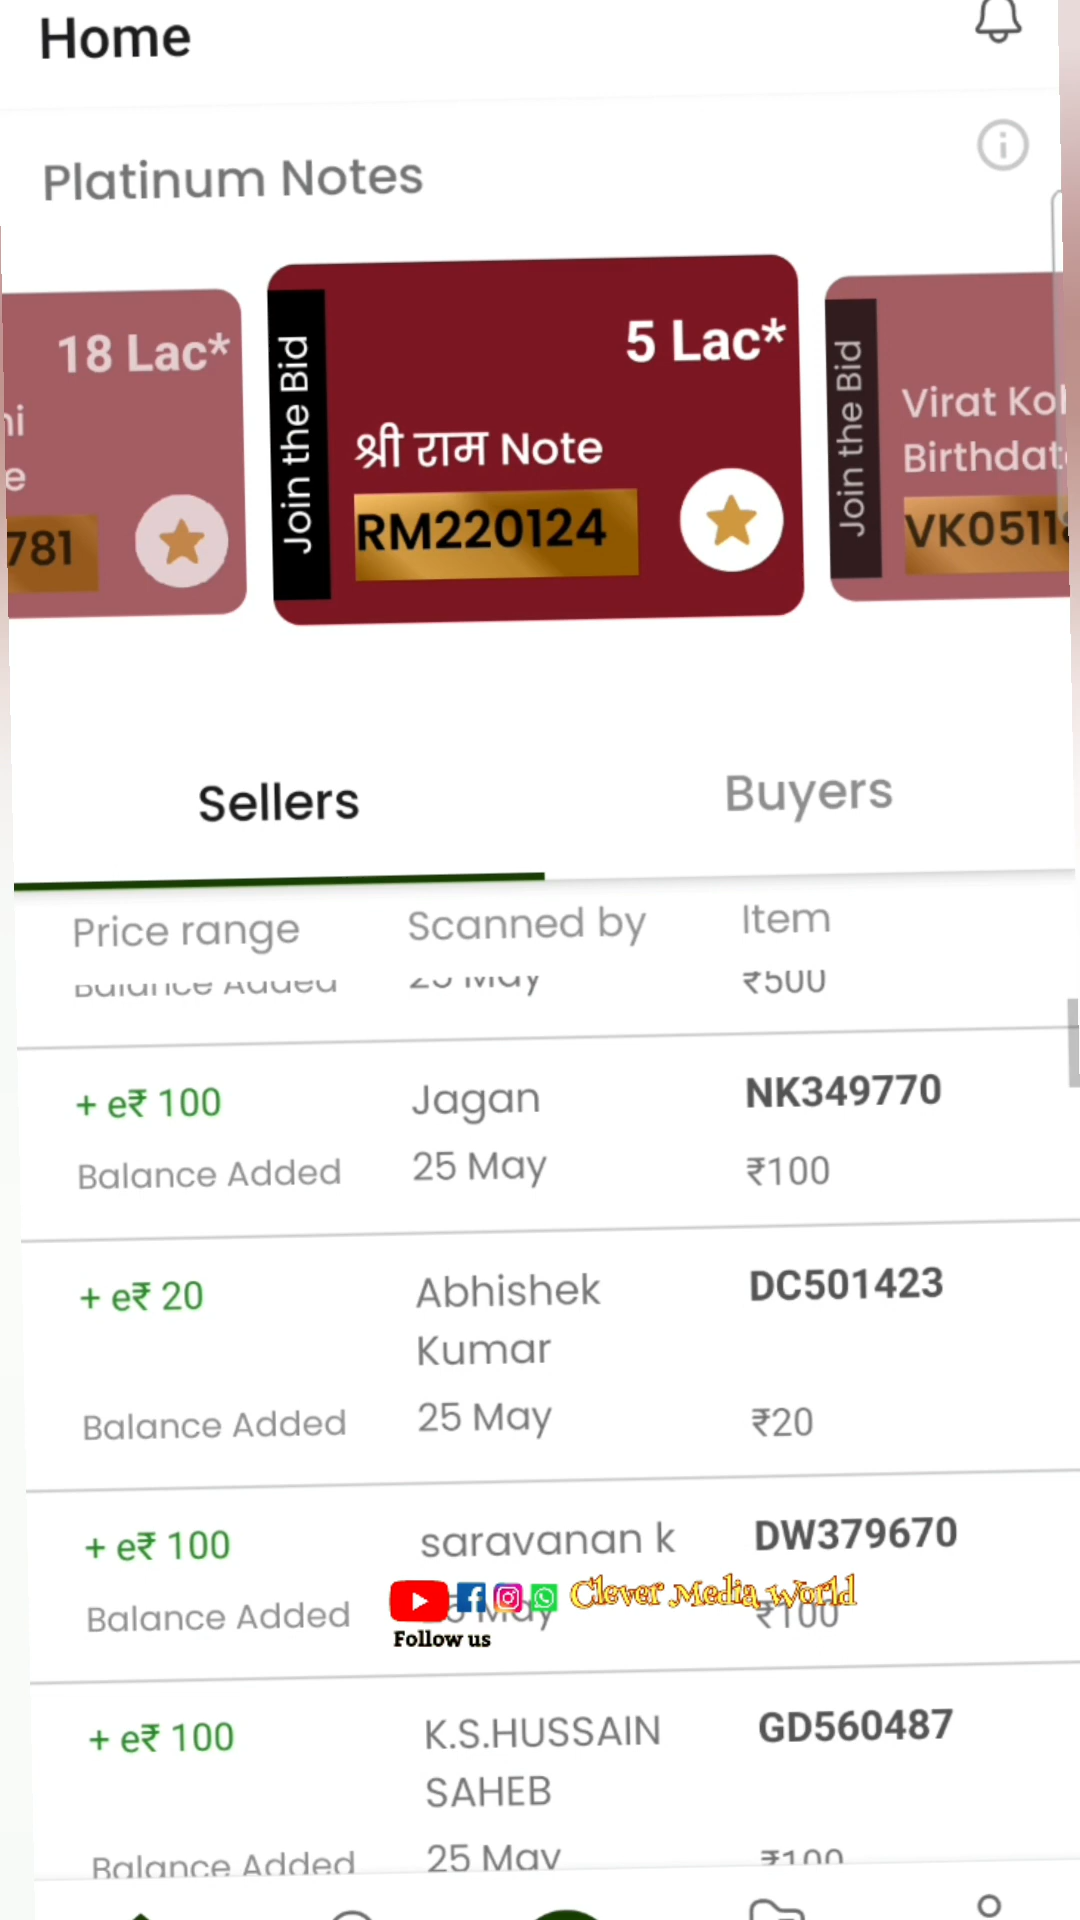 Home
Platinum Notes
18 Lac*
5 Lac*
Join the Bid
श्री राम Note
RM220124
781
Join the Bid
Virat Ko
Birthdat
VK0511
Sellers
Buyers
Price range
Scanned by
Item
Balance Added
May
₹500
+ e₹ 100
Jagan
NK349770
Balance Added
25 May
₹100
+ e₹ 20
Abhishek
Kumar
DC501423
Balance Added
25 May
₹20
+ e₹ 100
saravanan k
DW379670
Balance Added
May
₹100
Clever Media World
Follow us
+ e₹ 100
K.S.HUSSAIN
SAHEB
GD560487
Balance Added
25 May
₹100